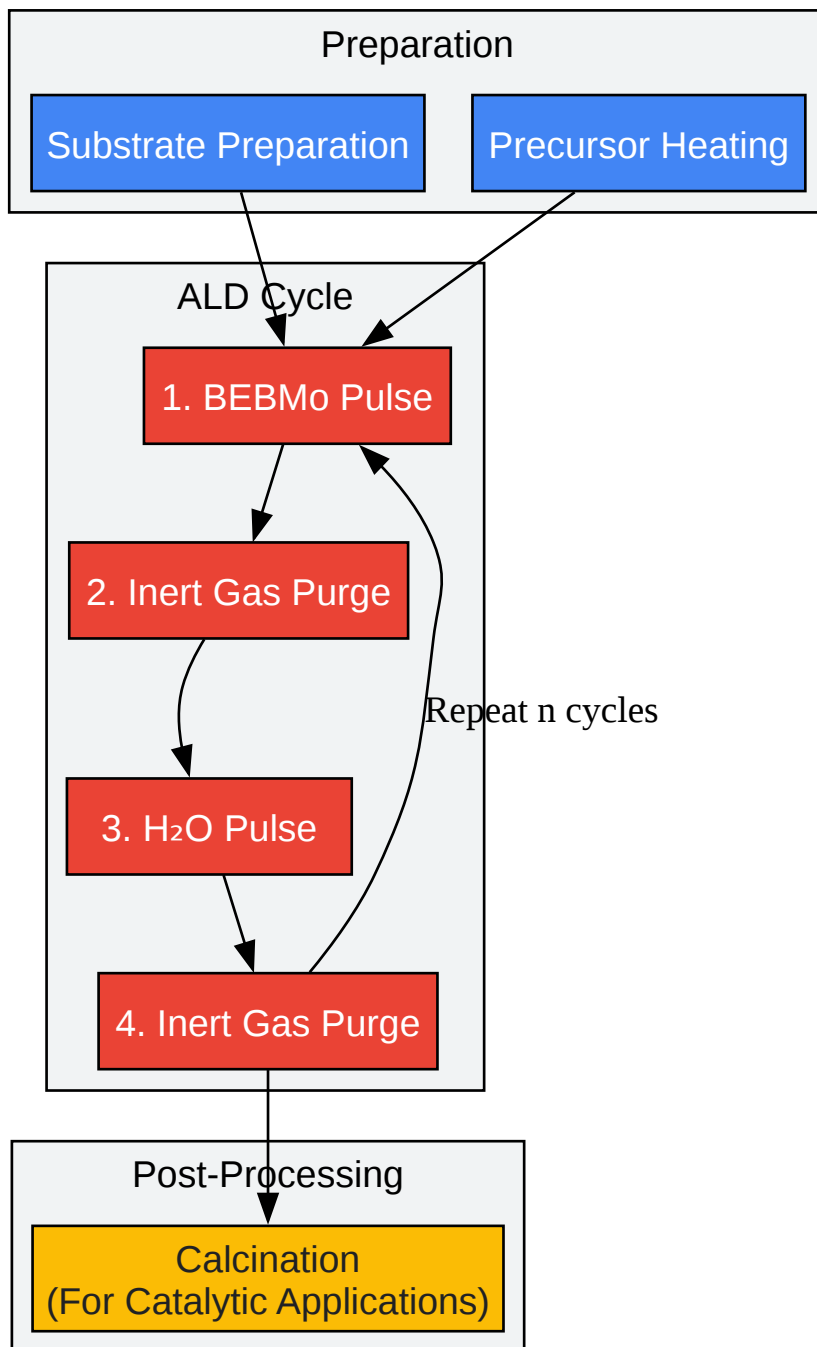 Preparation
Substrate Preparation
Precursor Heating
ALD Cycle
1. BEBMo Pulse
2. Inert Gas Purge
Repeat n cycles
3. H₂O Pulse
4. Inert Gas Purge
Post-Processing
Calcination
(For Catalytic Applications)